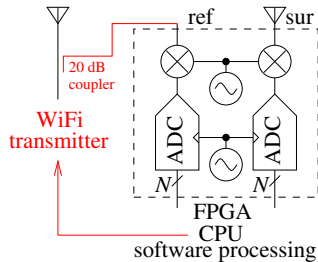 ref
sur
20 dB
coupler
WiFi
transmitter
ADC
ADC
N
N
FPGA
CPU
software processing